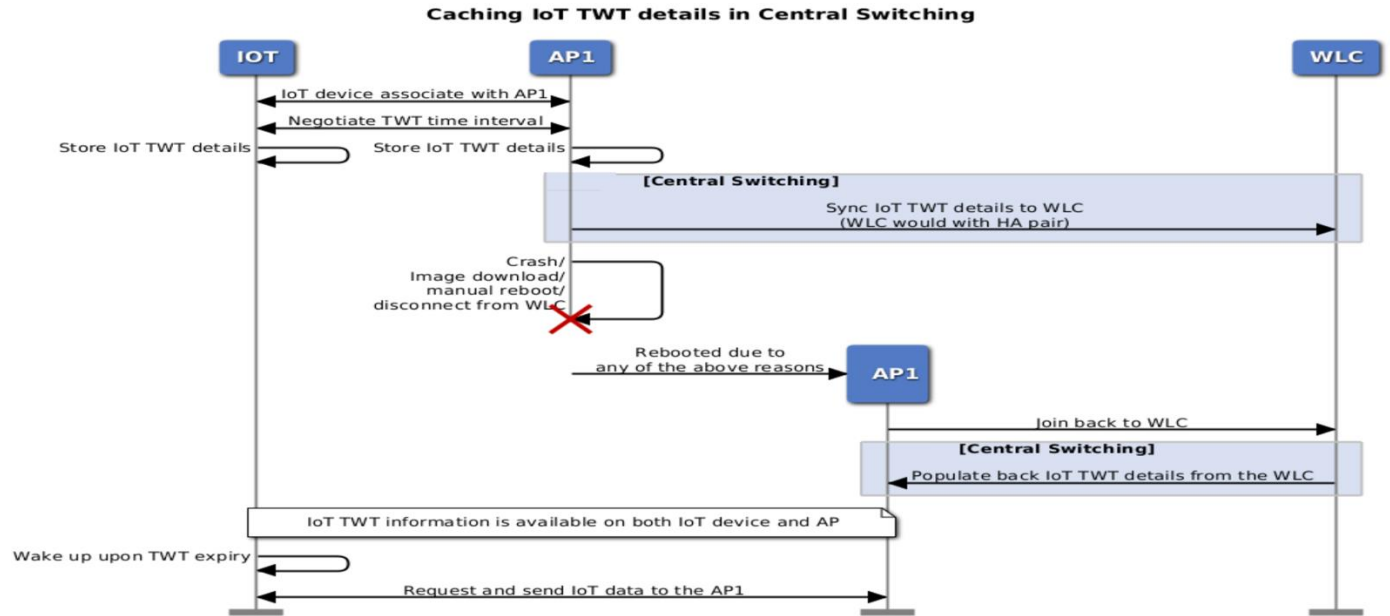 Caching IoT TWT details in Central Switching
IOT
AP1
WLC
IoT device associate with AP1
Negotiate TWT time interval
Store IoT TWT details
Store IoT TWT details
[Central Switching]
Sync IoT TWT details to WLC
(WLC would with HA pair)
Crash/
Image download/
manual reboot/
disconnect from WLC
Rebooted due to
any of the above reasons
AP1
Join back to WLC
[Central Switching]
Populate back IoT TWT details from the WLC
IoT TWT information is available on both IoT device and AP
Wake up upon TWT expiry
Request and send IoT data to the AP1